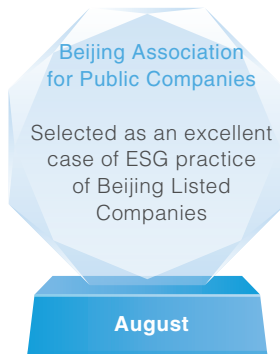 Beijing Association
for Public Companies
Selected as an excellent
case of ESG practice
of Beijing Listed
Companies
August